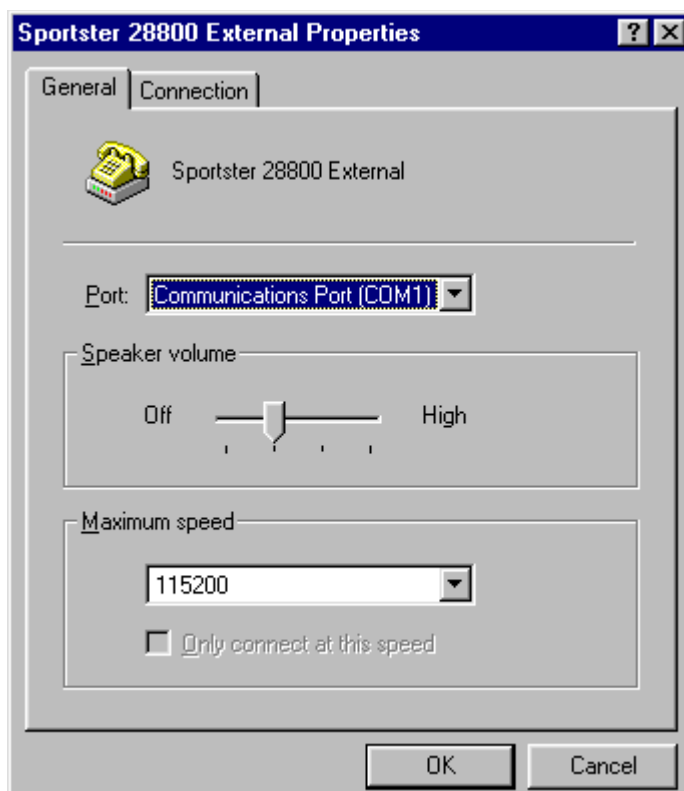 Sportster 28800 External Properties
General Connection
Sportster 28800 External
Port: Communications Port (COM1)
Speaker volume
Off High
Maximum speed
115200
Only connect at this speed
OK Cancel